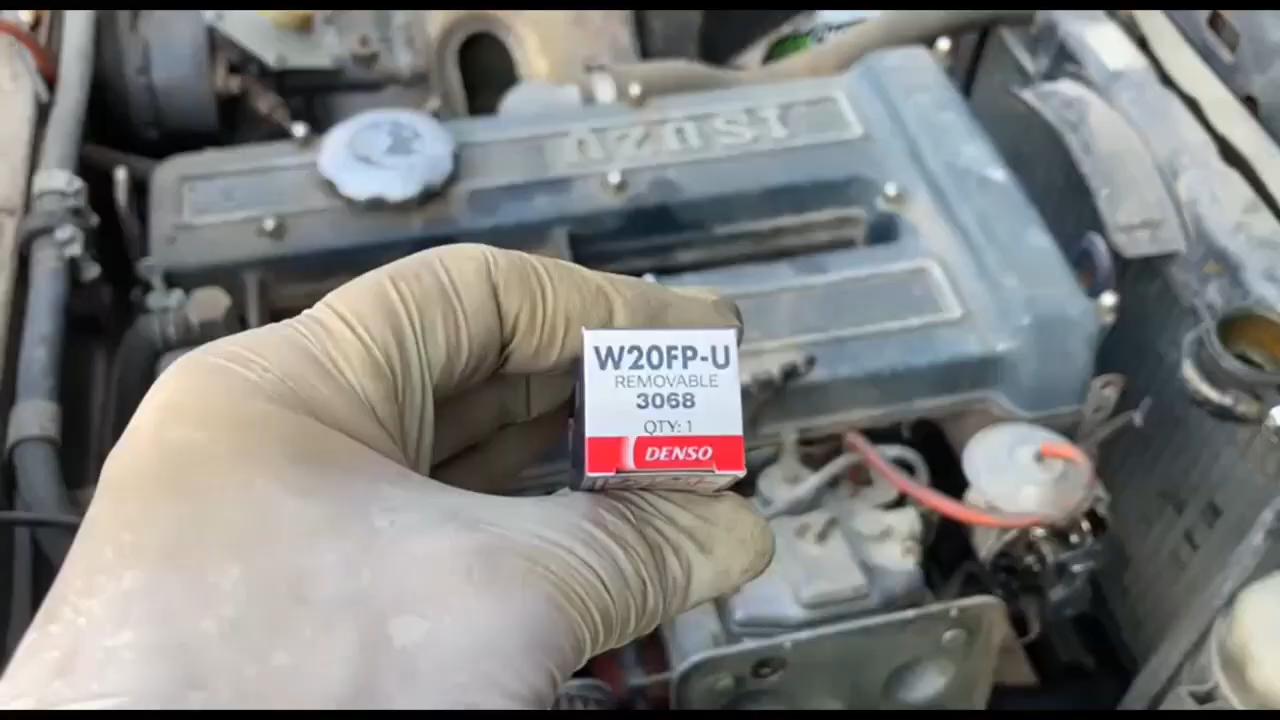 ISUZU
W20FP-U
REMOVABLE
3068
QTY: 1
DENSO